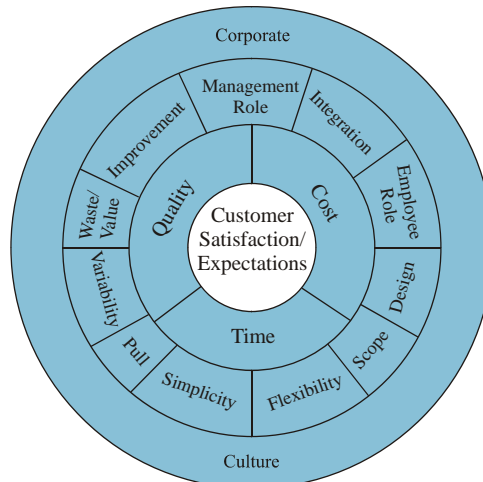 Corporate
Management
Role
Integration
Employee
Role
Design
Scope
Flexibility
Simplicity
Pull
Variability
Waste/
Value
Improvement
Quality
Cost
Time
Customer
Satisfaction/
Expectations
Culture